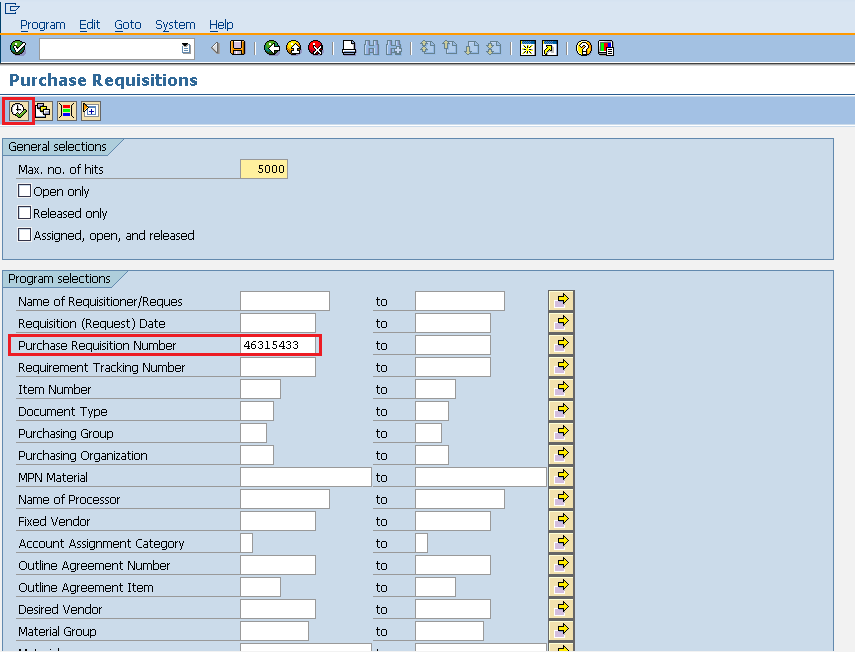 Program Edit Goto System Help
Purchase Requisitions
General selections
Max. no. of hits 5000
Open only
Released only
Assigned, open, and released
Program selections
Name of Requisitioner/Reques to
Requisition (Request) Date to
Purchase Requisition Number 46315433 to
Requirement Tracking Number to
Item Number to
Document Type to
Purchasing Group to
Purchasing Organization to
MPN Material to
Name of Processor to
Fixed Vendor to
Account Assignment Category to
Outline Agreement Number to
Outline Agreement Item to
Desired Vendor to
Material Group to